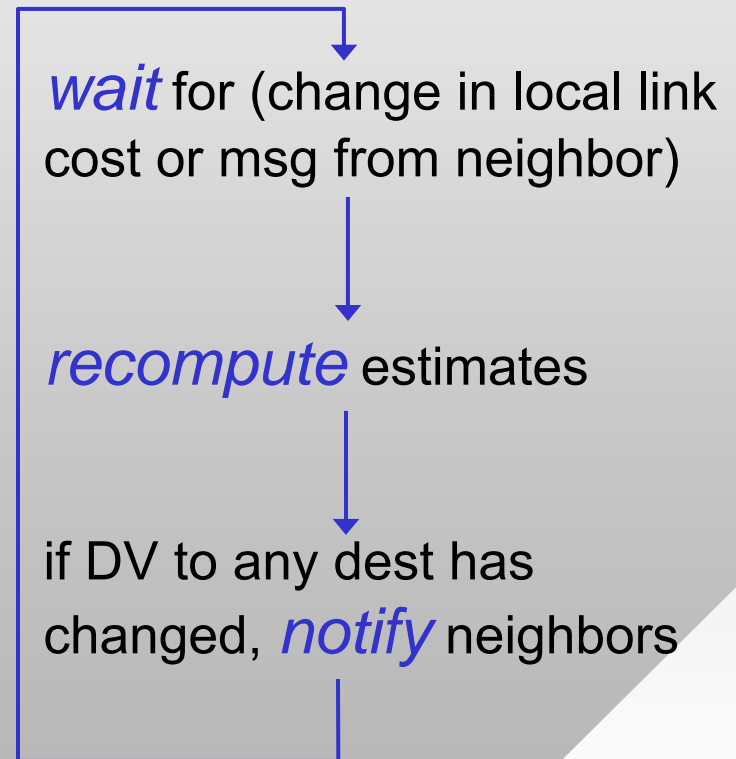 wait for (change in local link
cost or msg from neighbor)
recompute estimates
if DV to any dest has
changed, notify neighbors